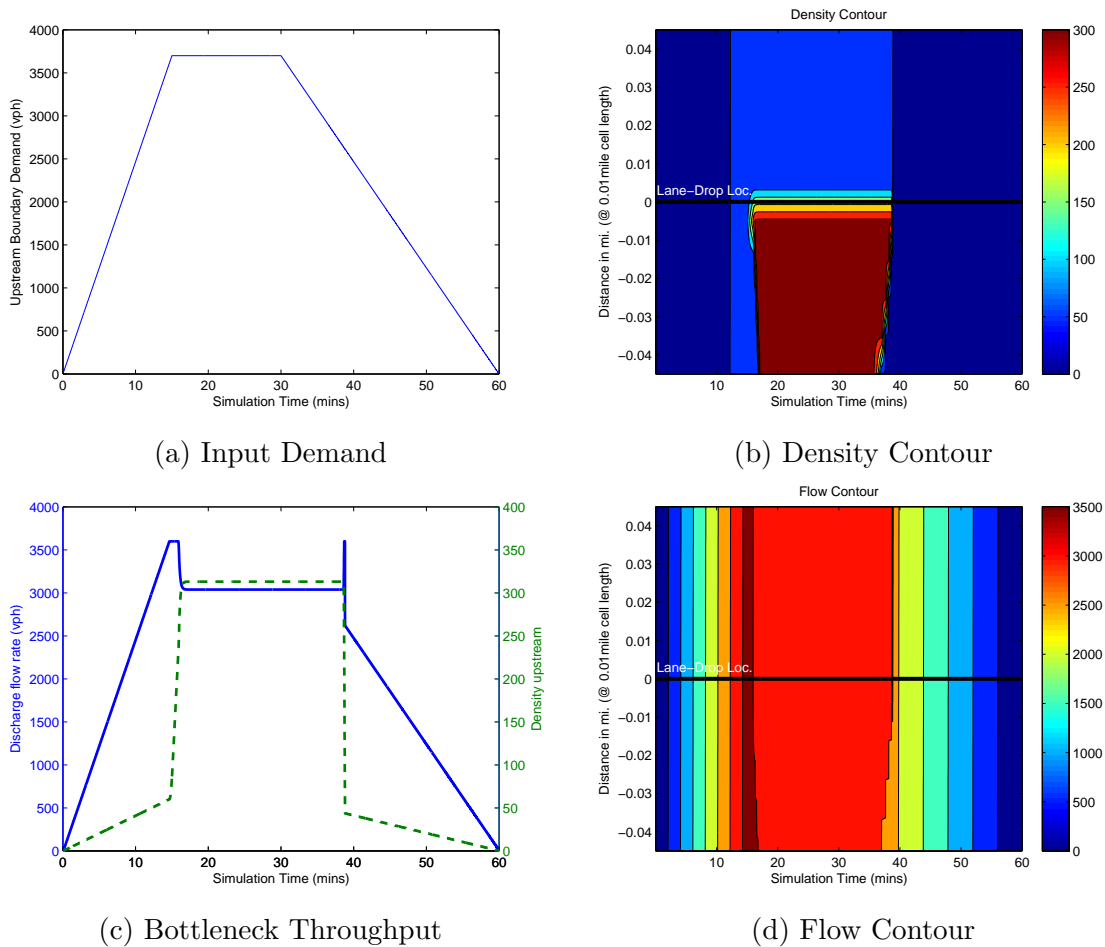 4000
3500
3000
2500
2000
1500
1000
500
0
Upstream Boundary Demand (vph)
0 10 20 30 40 50 60
Simulation Time (mins)
(a) Input Demand
Density Contour
0.04
0.03
0.02
0.01
0
−0.01
−0.02
−0.03
−0.04
Distance in mi. (@ 0.01mile cell length)
Lane−Drop Loc.
10 20 30 40 50 60
Simulation Time (mins)
300
250
200
150
100
50
0
(b) Density Contour
4000
3500
3000
2500
2000
1500
1000
500
0
Discharge flow rate (vph)
400
350
300
250
200
150
100
50
0
Density upstream
0 10 20 30 40 50 60
Simulation Time (mins)
(c) Bottleneck Throughput
Flow Contour
0.04
0.03
0.02
0.01
0
−0.01
−0.02
−0.03
−0.04
Distance in mi. (@ 0.01mile cell length)
Lane−Drop Loc.
10 20 30 40 50 60
Simulation Time (mins)
3500
3000
2500
2000
1500
1000
500
0
(d) Flow Contour